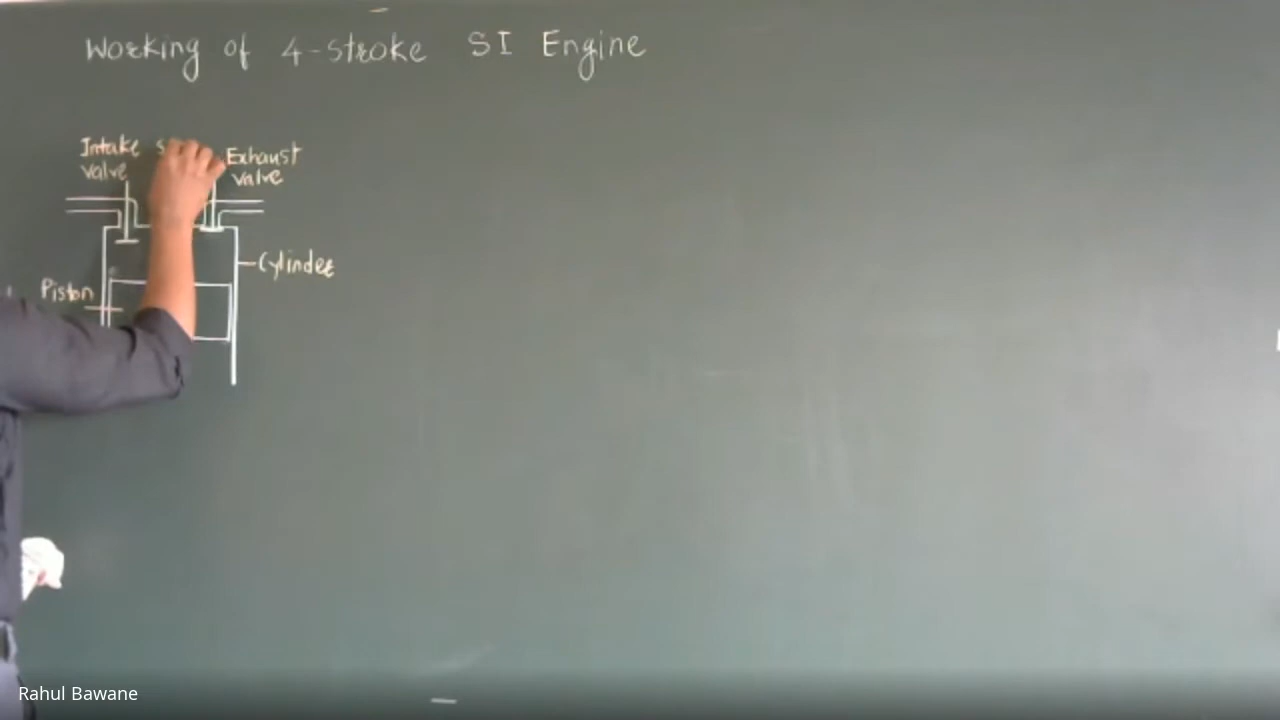 Working of 4-stroke SI Engine
Intake
valve
Exhaust
valve
Cylinder
Piston
Rahul Bawane